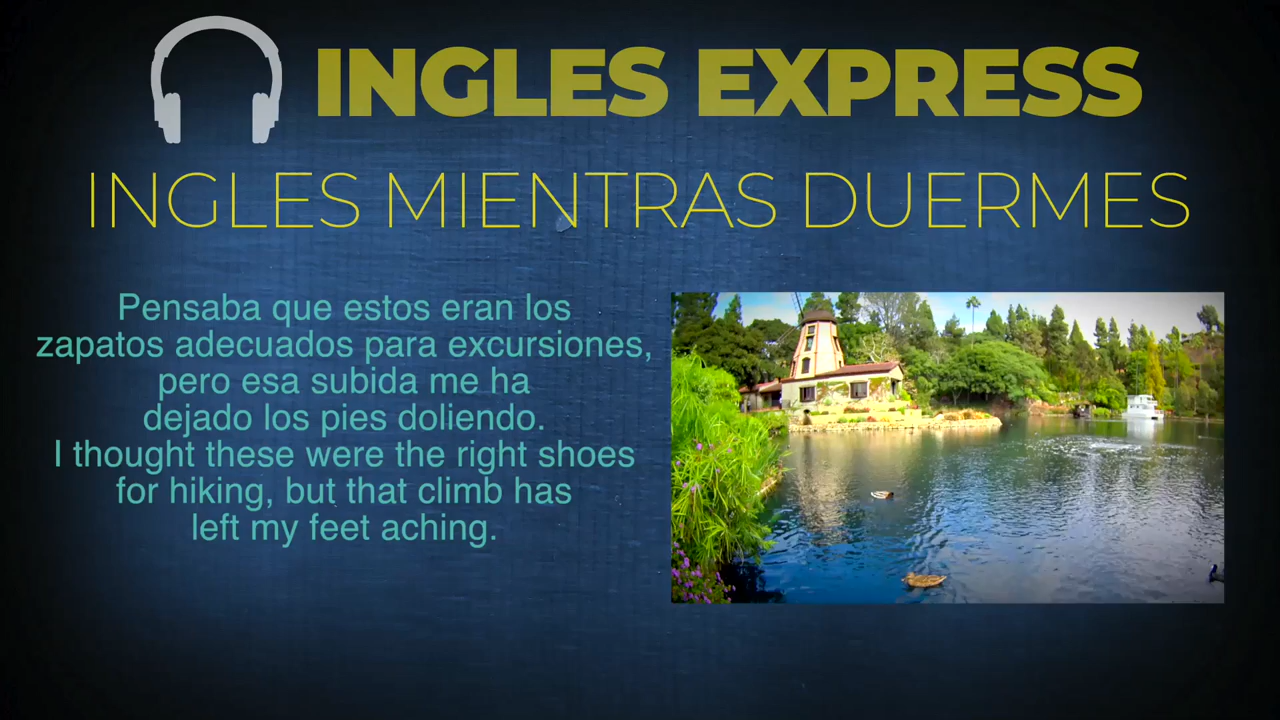 INGLES EXPRESS
INGLES MIENTRAS DUERMES
Pensaba que estos eran los
zapatos adecuados para excursiones,
pero esa subida me ha
dejado los pies doliendo.
I thought these were the right shoes
for hiking, but that climb has
left my feet aching.